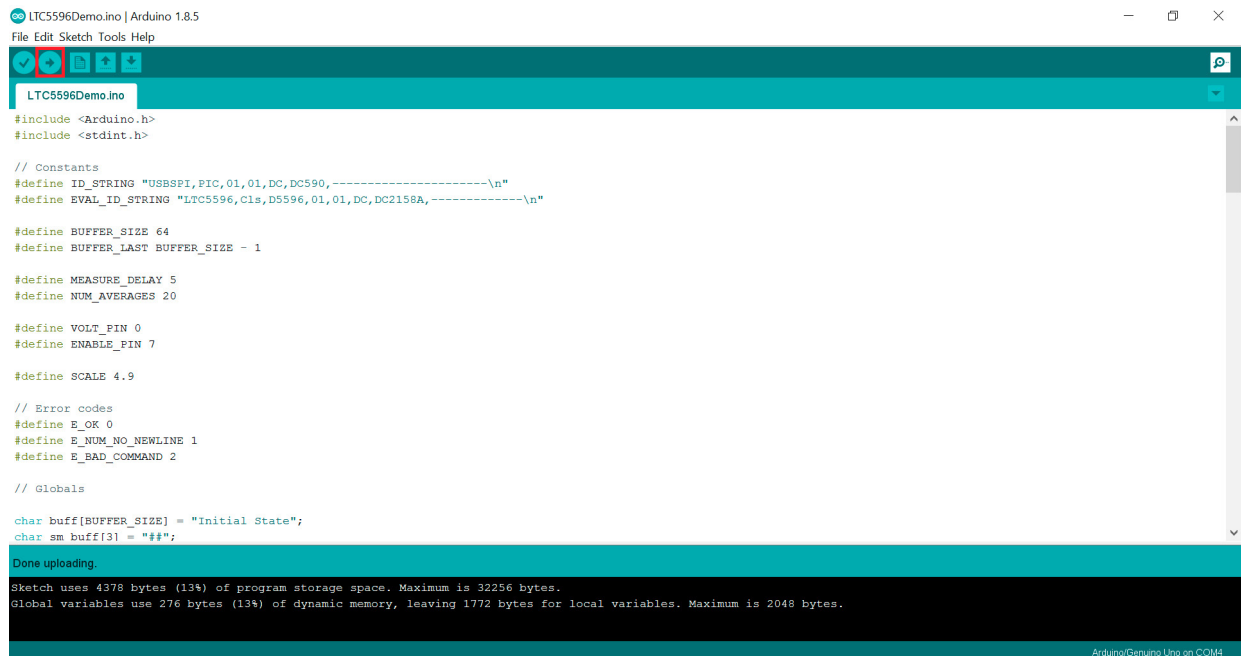 LTC5596Demo.ino | Arduino 1.8.5
File Edit Sketch Tools Help
LTC5596Demo.ino
#include <Arduino.h>
#include <stdint.h>
// Constants
#define ID_STRING "USBSPI,PIC,01,01,DC,DC590,----------------------\n"
#define EVAL_ID_STRING "LTC5596,Cls,D5596,01,01,DC,DC2158A,-------------\n"
#define BUFFER_SIZE 64
#define BUFFER_LAST BUFFER_SIZE - 1
#define MEASURE_DELAY 5
#define NUM_AVERAGES 20
#define VOLT_PIN 0
#define ENABLE_PIN 7
#define SCALE 4.9
// Error codes
#define E_OK 0
#define E_NUM_NO_NEWLINE 1
#define E_BAD_COMMAND 2
// Globals
char buff[BUFFER_SIZE] = "Initial State";
char sm_buff[3] = "##";
Done uploading.
Sketch uses 4378 bytes (13%) of program storage space. Maximum is 32256 bytes.
Global variables use 276 bytes (13%) of dynamic memory, leaving 1772 bytes for local variables. Maximum is 2048 bytes.
Arduino/Genuino Uno on COM4